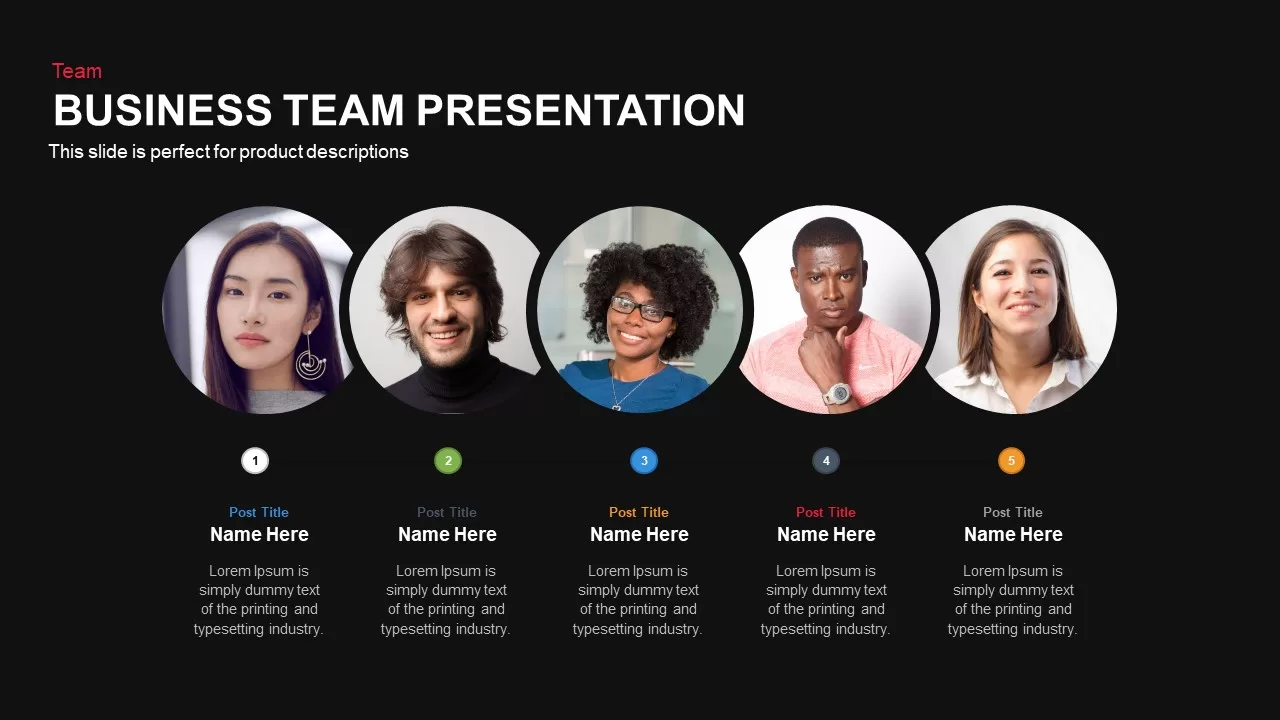 Team
BUSINESS TEAM PRESENTATION
This slide is perfect for product descriptions
1
2
3
4
5
Post Title
Name Here
Lorem Ipsum is
simply dummy text
of the printing and
typesetting industry.
Post Title
Name Here
Lorem Ipsum is
simply dummy text
of the printing and
typesetting industry.
Post Title
Name Here
Lorem Ipsum is
simply dummy text
of the printing and
typesetting industry.
Post Title
Name Here
Lorem Ipsum is
simply dummy text
of the printing and
typesetting industry.
Post Title
Name Here
Lorem Ipsum is
simply dummy text
of the printing and
typesetting industry.